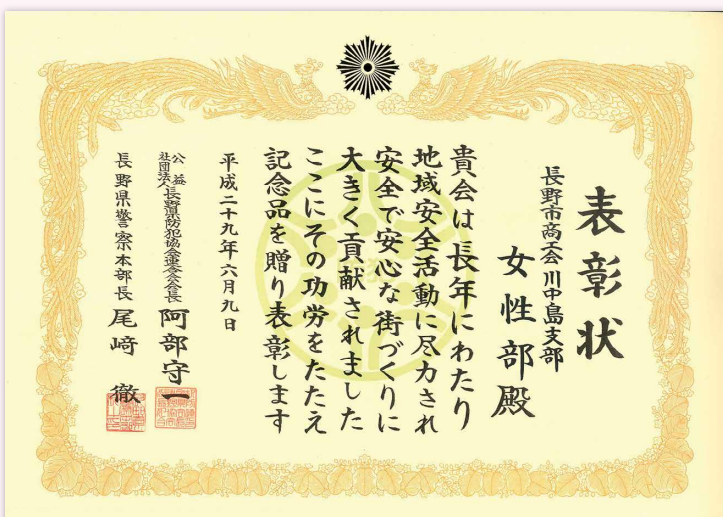 表彰状
長野市商工会 川中島支部
女性部殿
貴会は長年にわたり
地域安全活動に尽力され
安全で安心な街づくりに
大きく貢献されました
ここにその功労をたたえ
記念品を贈り表彰します
平成二十九年六月九日
公益社団法人長野県防犯協会連合会会長 阿部守一
長野県警察本部長 尾﨑 徹